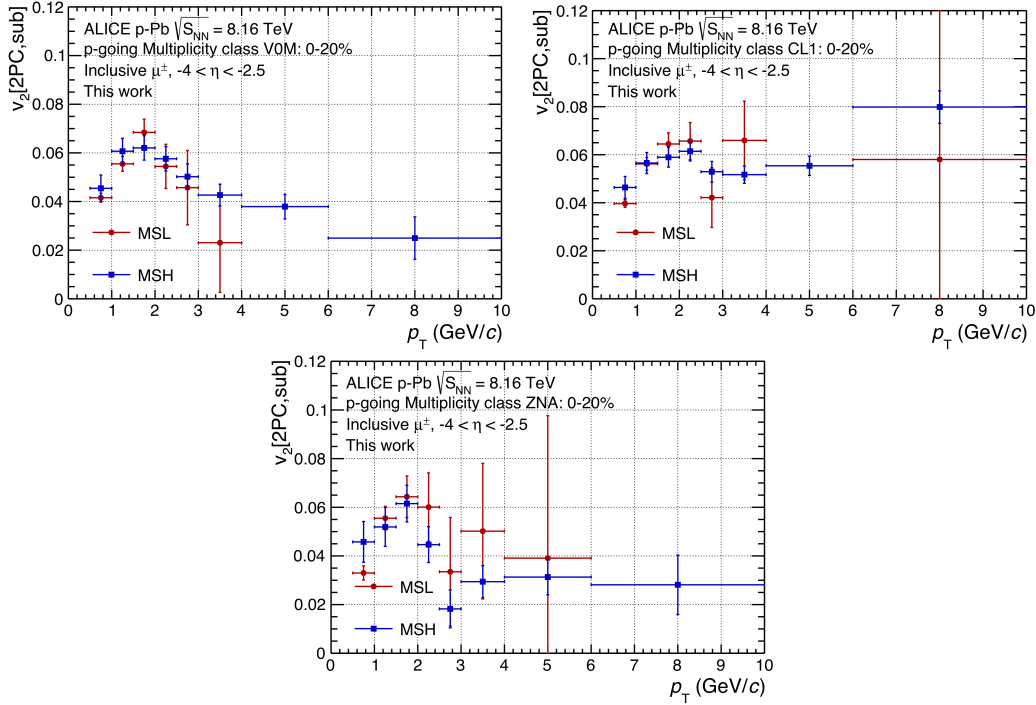 v2[2PC,sub]
0.12
0.1
0.08
0.06
0.04
0.02
0
ALICE p-Pb √SNN = 8.16 TeV
p-going Multiplicity class V0M: 0-20%
Inclusive μ±, -4 < η < -2.5
This work
MSL
MSH
0 1 2 3 4 5 6 7 8 9 10
pT (GeV/c)
v2[2PC,sub]
0.12
0.1
0.08
0.06
0.04
0.02
0
ALICE p-Pb √SNN = 8.16 TeV
p-going Multiplicity class CL1: 0-20%
Inclusive μ±, -4 < η < -2.5
This work
MSL
MSH
0 1 2 3 4 5 6 7 8 9 10
pT (GeV/c)
v2[2PC,sub]
0.12
0.1
0.08
0.06
0.04
0.02
0
ALICE p-Pb √SNN = 8.16 TeV
p-going Multiplicity class ZNA: 0-20%
Inclusive μ±, -4 < η < -2.5
This work
MSL
MSH
0 1 2 3 4 5 6 7 8 9 10
pT (GeV/c)